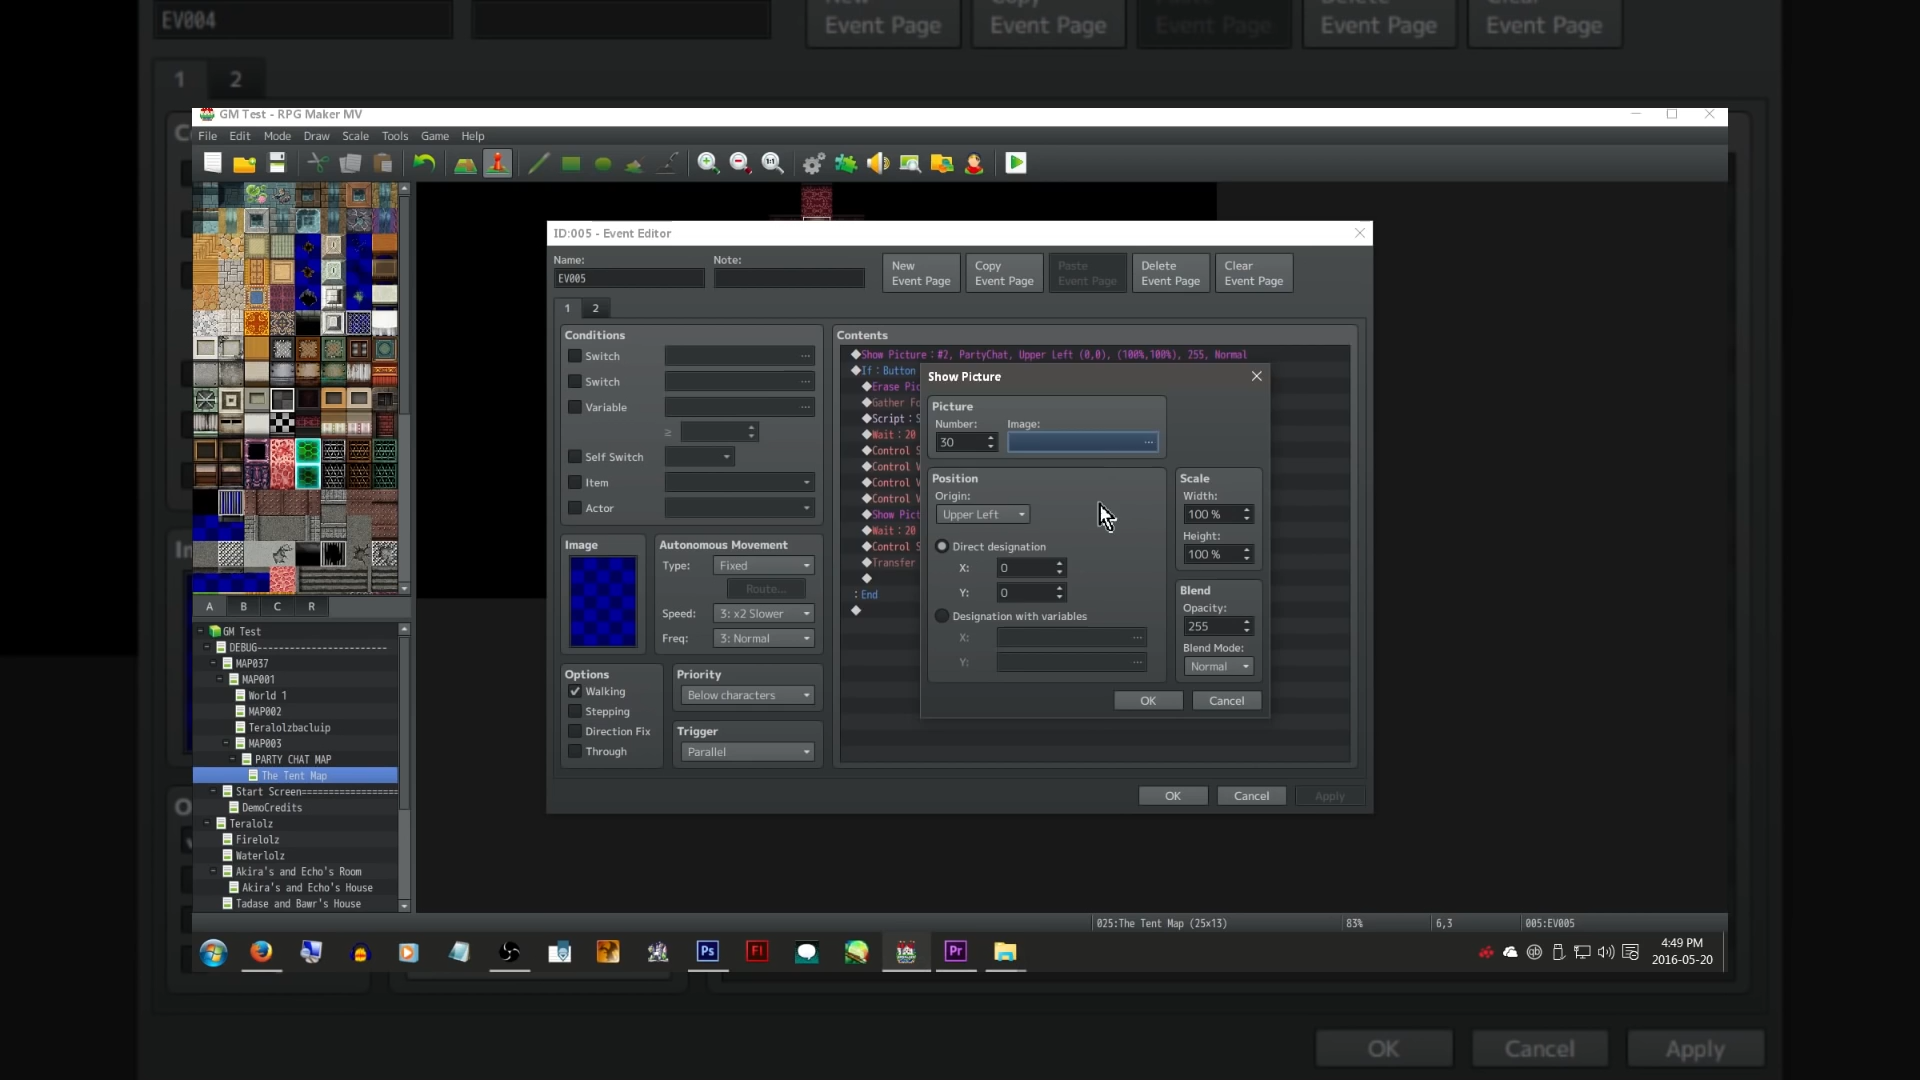 EV004
New
Event Page
Copy
Event Page
Event Page
Delete
Event Page
Clear
Event Page
1 2
GM Test - RPG Maker MV
File Edit Mode Draw Scale Tools Game Help
ID:005 - Event Editor
Name: Note:
EV005
New
Event Page
Copy
Event Page
Paste
Event Page
Delete
Event Page
Clear
Event Page
1 2
Conditions
Switch ...
Switch ...
Variable ...
≥
Self Switch
Item
Actor
Image
Autonomous Movement
Type: Fixed
Route...
Speed: 3: x2 Slower
Freq: 3: Normal
Options
Walking
Stepping
Direction Fix
Through
Priority
Below characters
Trigger
Parallel
Contents
◆Show Picture : #2, PartyChat, Upper Left (0,0), (100%,100%), 255, Normal
◆If : Button
◆Erase Pic
◆Gather Fo
◆Script : S
◆Wait : 20
◆Control S
◆Control V
◆Control V
◆Control V
◆Show Pict
◆Wait : 20
◆Control S
◆Transfer
◆
: End
◆
Show Picture
Picture
Number: Image:
30 ...
Position
Origin:
Upper Left
Direct designation
X: 0
Y: 0
Designation with variables
X: ...
Y: ...
Scale
Width:
100 %
Height:
100 %
Blend
Opacity:
255
Blend Mode:
Normal
OK Cancel
OK Cancel Apply
A B C R
GM Test
DEBUG------------------------
MAP037
MAP001
World 1
MAP002
Teralolzbacluip
MAP003
PARTY CHAT MAP
The Tent Map
Start Screen==================
DemoCredits
Teralolz
Firelolz
Waterlolz
Akira's and Echo's Room
Akira's and Echo's House
Tadase and Bawr's House
025:The Tent Map (25x13) 83% 6,3 005:EV005
Ps Fl Pr
4:49 PM
2016-05-20
OK Cancel Apply